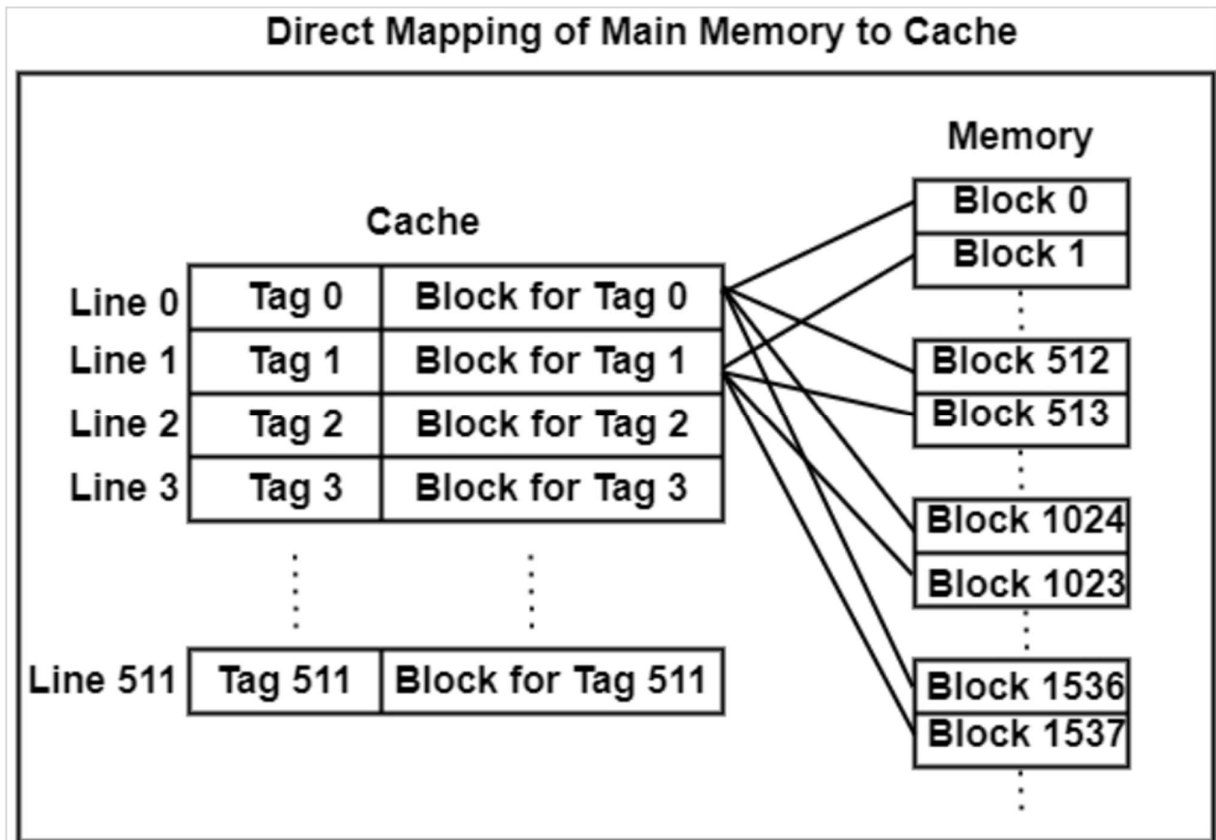 Direct Mapping of Main Memory to Cache
Memory
Block 0
Block 1
Cache
Line 0 Tag 0 Block for Tag 0
Line 1 Tag 1 Block for Tag 1
Line 2 Tag 2 Block for Tag 2
Line 3 Tag 3 Block for Tag 3
Line 511 Tag 511 Block for Tag 511
Block 512
Block 513
Block 1024
Block 1023
Block 1536
Block 1537